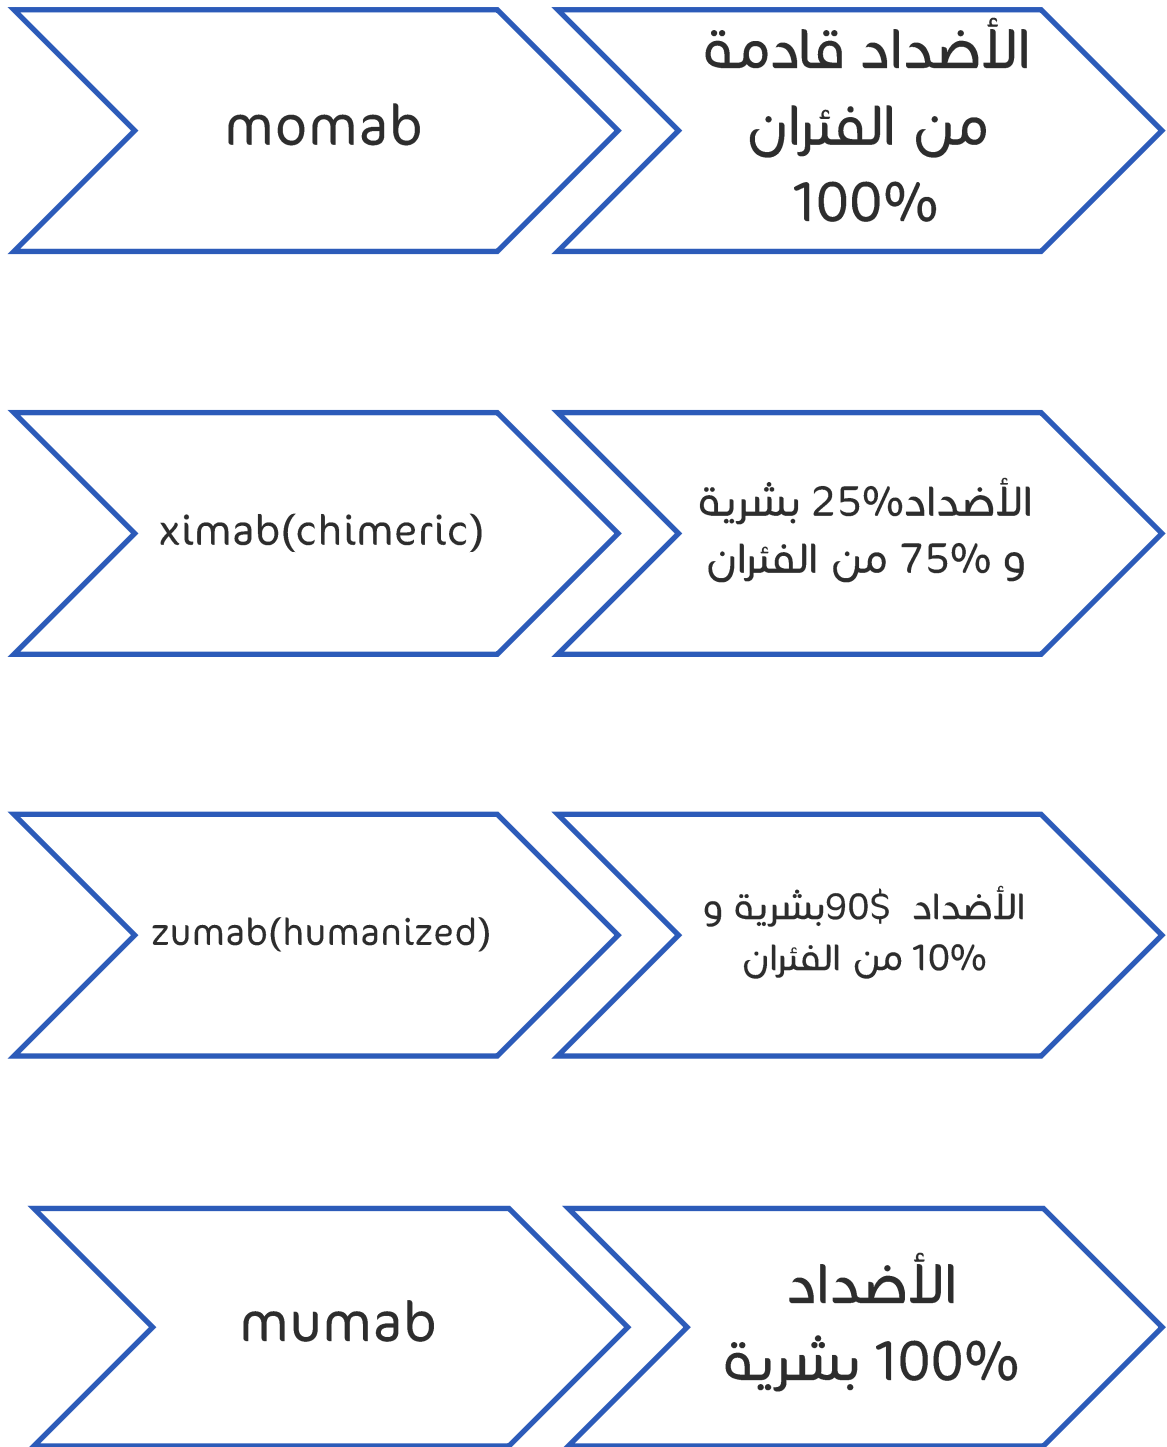 momab
الأضداد قادمة
من الفئران
100%
ximab(chimeric)
الأضداد25% بشرية
و 75% من الفئران
zumab(humanized)
الأضداد $90بشرية و
10% من الفئران
mumab
الأضداد
100% بشرية